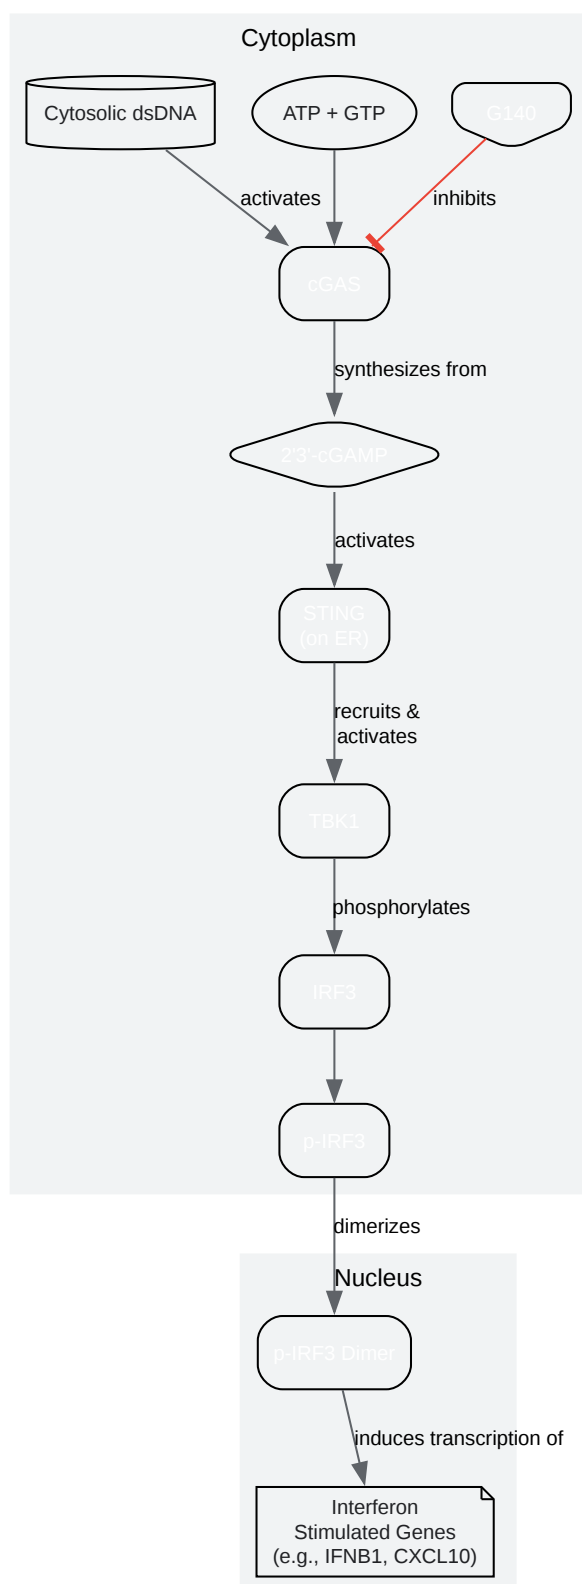 Cytoplasm
Cytosolic dsDNA
ATP + GTP
G140
activates
inhibits
cGAS
synthesizes from
2'3'-cGAMP
activates
STING
(on ER)
recruits &
activates
TBK1
phosphorylates
IRF3
p-IRF3
dimerizes
Nucleus
p-IRF3 Dimer
induces transcription of
Interferon
Stimulated Genes
(e.g., IFNB1, CXCL10)